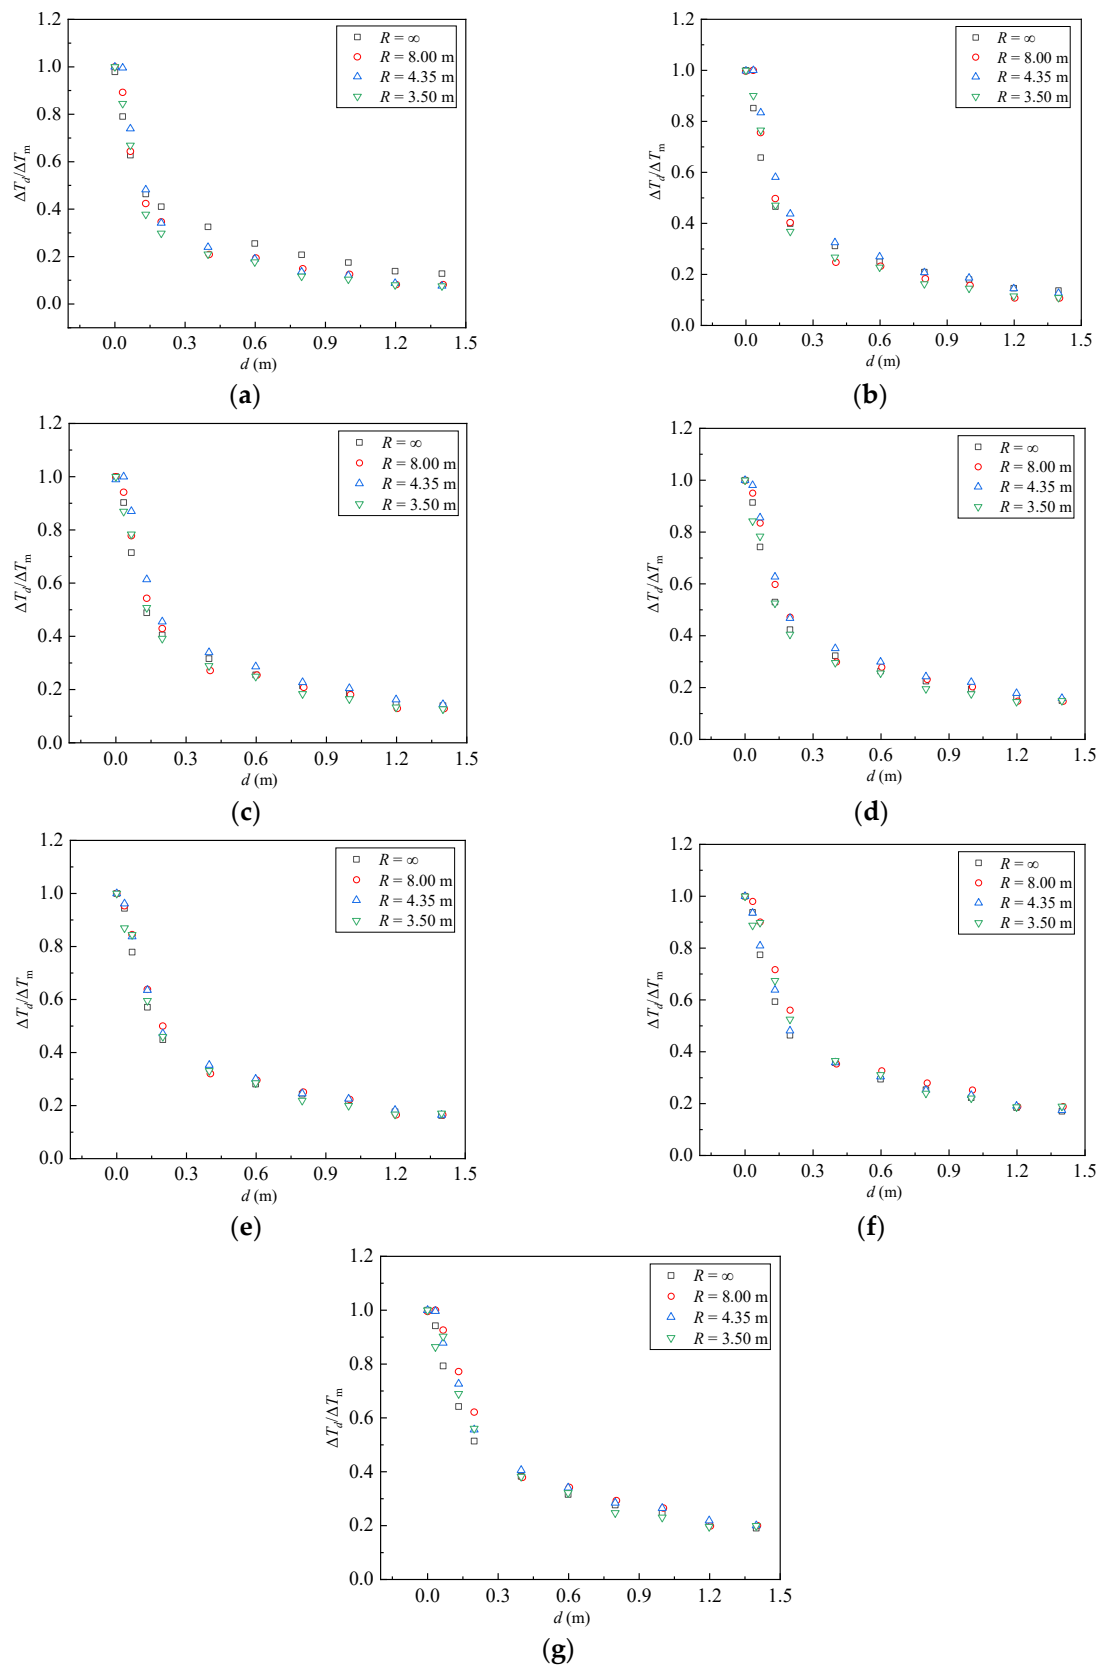 1.2
1.0
0.8
0.6
0.4
0.2
0.0
ΔT_d/ΔT_m
R = ∞
R = 8.00 m
R = 4.35 m
R = 3.50 m
0.0 0.3 0.6 0.9 1.2 1.5
d (m)
(a)
1.2
1.0
0.8
0.6
0.4
0.2
0.0
ΔT_d/ΔT_m
R = ∞
R = 8.00 m
R = 4.35 m
R = 3.50 m
0.0 0.3 0.6 0.9 1.2 1.5
d (m)
(b)
1.2
1.0
0.8
0.6
0.4
0.2
0.0
ΔT_d/ΔT_m
R = ∞
R = 8.00 m
R = 4.35 m
R = 3.50 m
0.0 0.3 0.6 0.9 1.2 1.5
d (m)
(c)
1.2
1.0
0.8
0.6
0.4
0.2
0.0
ΔT_d/ΔT_m
R = ∞
R = 8.00 m
R = 4.35 m
R = 3.50 m
0.0 0.3 0.6 0.9 1.2 1.5
d (m)
(d)
1.2
1.0
0.8
0.6
0.4
0.2
0.0
ΔT_d/ΔT_m
R = ∞
R = 8.00 m
R = 4.35 m
R = 3.50 m
0.0 0.3 0.6 0.9 1.2 1.5
d (m)
(e)
1.2
1.0
0.8
0.6
0.4
0.2
0.0
ΔT_d/ΔT_m
R = ∞
R = 8.00 m
R = 4.35 m
R = 3.50 m
0.0 0.3 0.6 0.9 1.2 1.5
d (m)
(f)
1.2
1.0
0.8
0.6
0.4
0.2
0.0
ΔT_d/ΔT_m
R = ∞
R = 8.00 m
R = 4.35 m
R = 3.50 m
0.0 0.3 0.6 0.9 1.2 1.5
d (m)
(g)